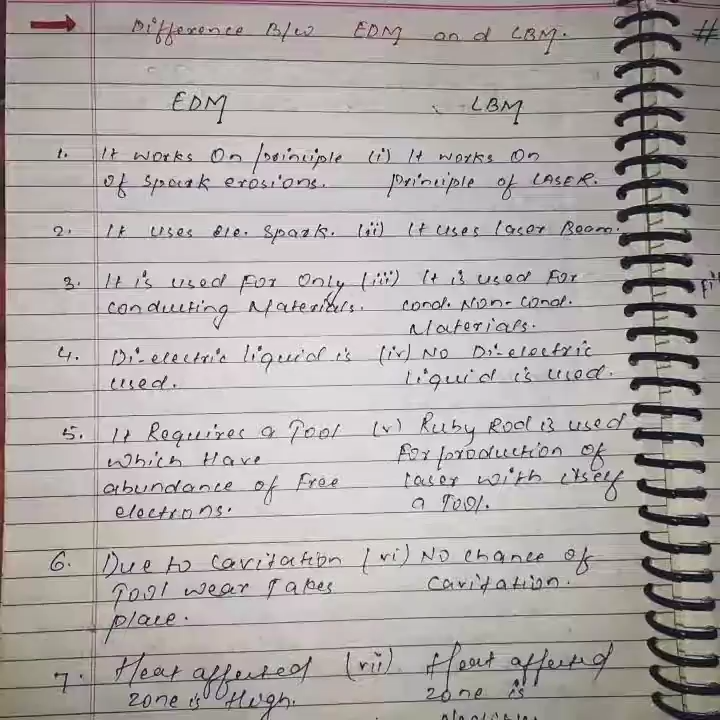 Difference B/w EDM and LBM.
#
EDM LBM
1. It works On principle (i) It works On
of spark erosions. principle of LASER.
2. It uses ele. spark. (ii) It uses laser Beam.
3. It is used For Only (iii) It is used For
conducting Materials. cond. Non-cond.
Materials.
4. Di-electric liquid is (iv) No Di-electric
used. liquid is used.
5. It Requires a Tool (v) Ruby Rod is used
which Have For production of
abundance of Free laser with itself
electrons. a Tool.
6. Due to cavitation (vi) No chance of
Tool wear Takes cavitation.
place.
7. Heat affected (vii) Heat affected
zone is High. zone is